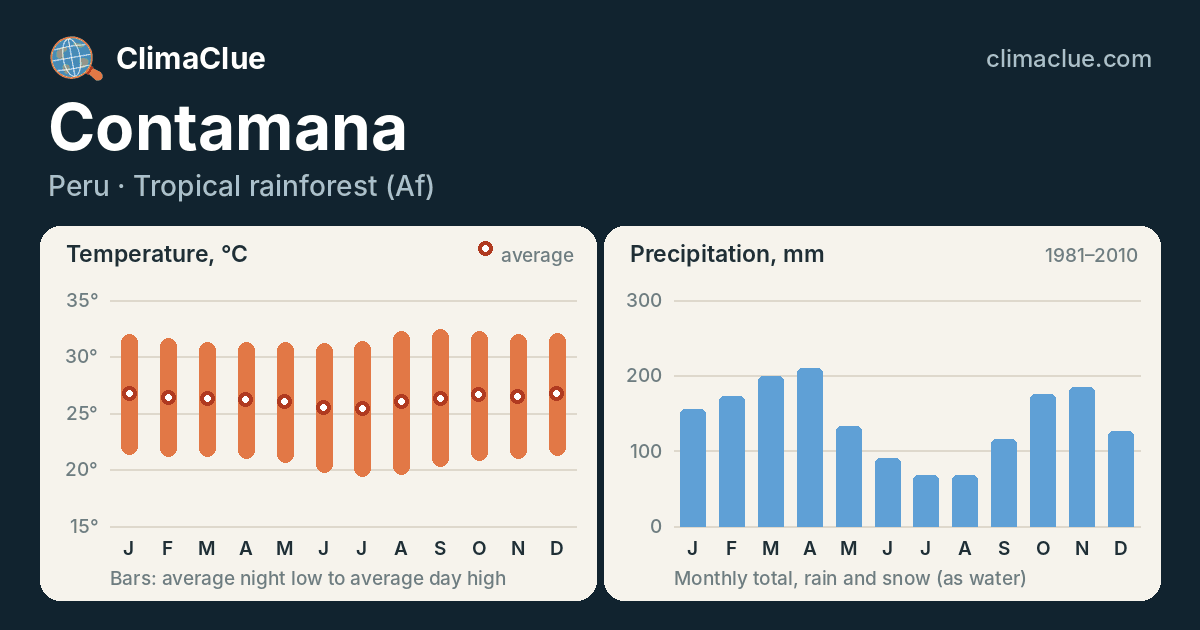 ClimaClue
climaclue.com
Contamana
Peru · Tropical rainforest (Af)
Temperature, °C
average
35°
30°
25°
20°
15°
J F M A M J J A S O N D
Bars: average night low to average day high
Precipitation, mm
1981–2010
300
200
100
0
J F M A M J J A S O N D
Monthly total, rain and snow (as water)